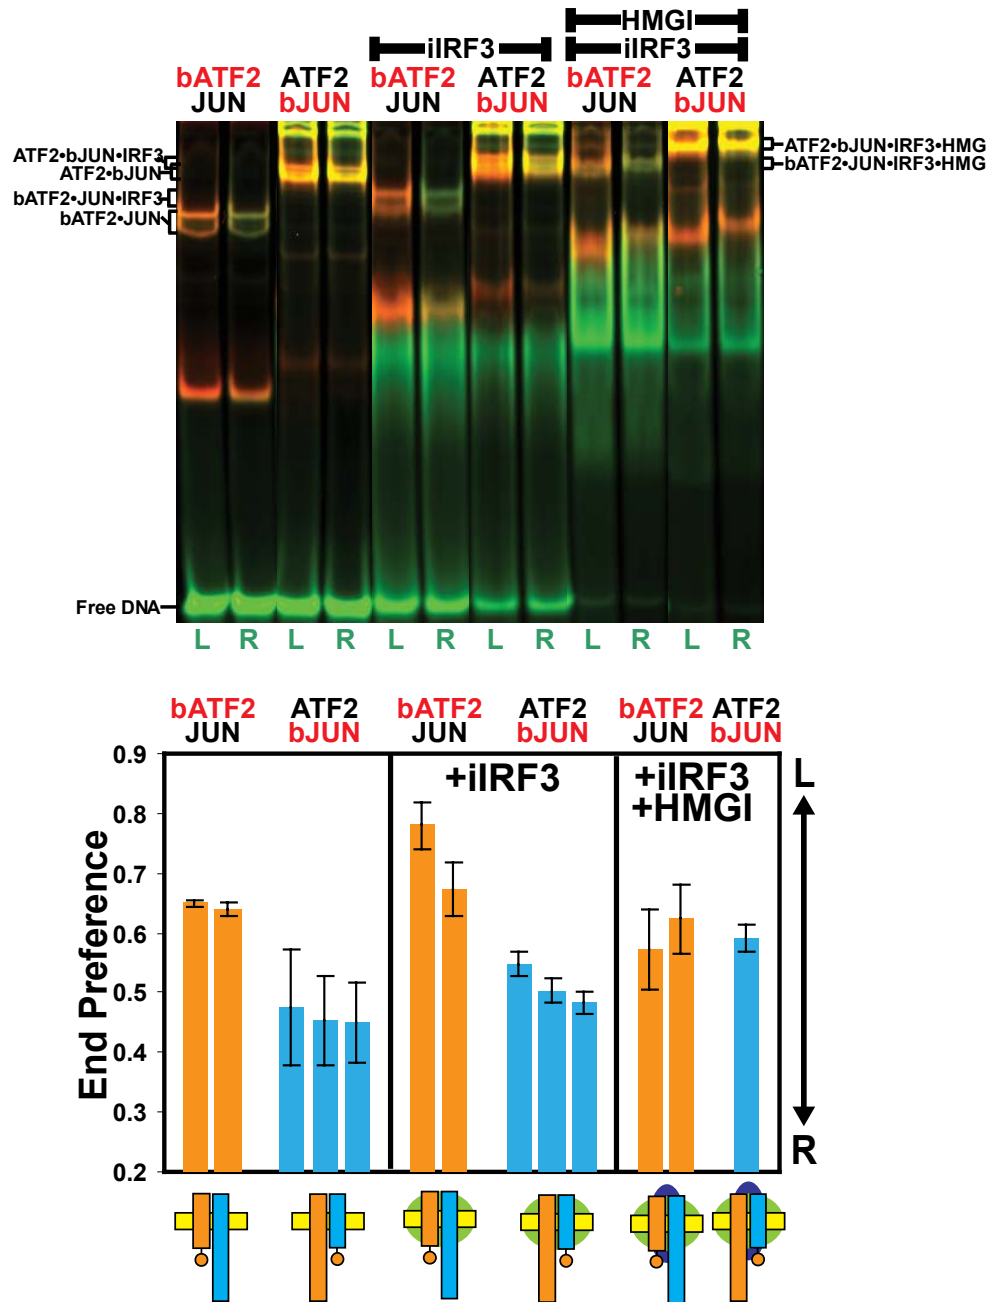 HMGI
iIRF3 iIRF3
bATF2 ATF2 bATF2 ATF2 bATF2 ATF2
JUN bJUN JUN bJUN JUN bJUN
ATF2•bJUN•IRF3
ATF2•bJUN
bATF2•JUN•IRF3
bATF2•JUN
ATF2•bJUN•IRF3•HMG
bATF2•JUN•IRF3•HMG
Free DNA
L R L R L R L R L R L R
bATF2 ATF2 bATF2 ATF2 bATF2 ATF2
JUN bJUN JUN bJUN JUN bJUN
+iIRF3 +iIRF3
+HMGI
End Preference
0.9
0.8
0.7
0.6
0.5
0.4
0.3
0.2
L
R